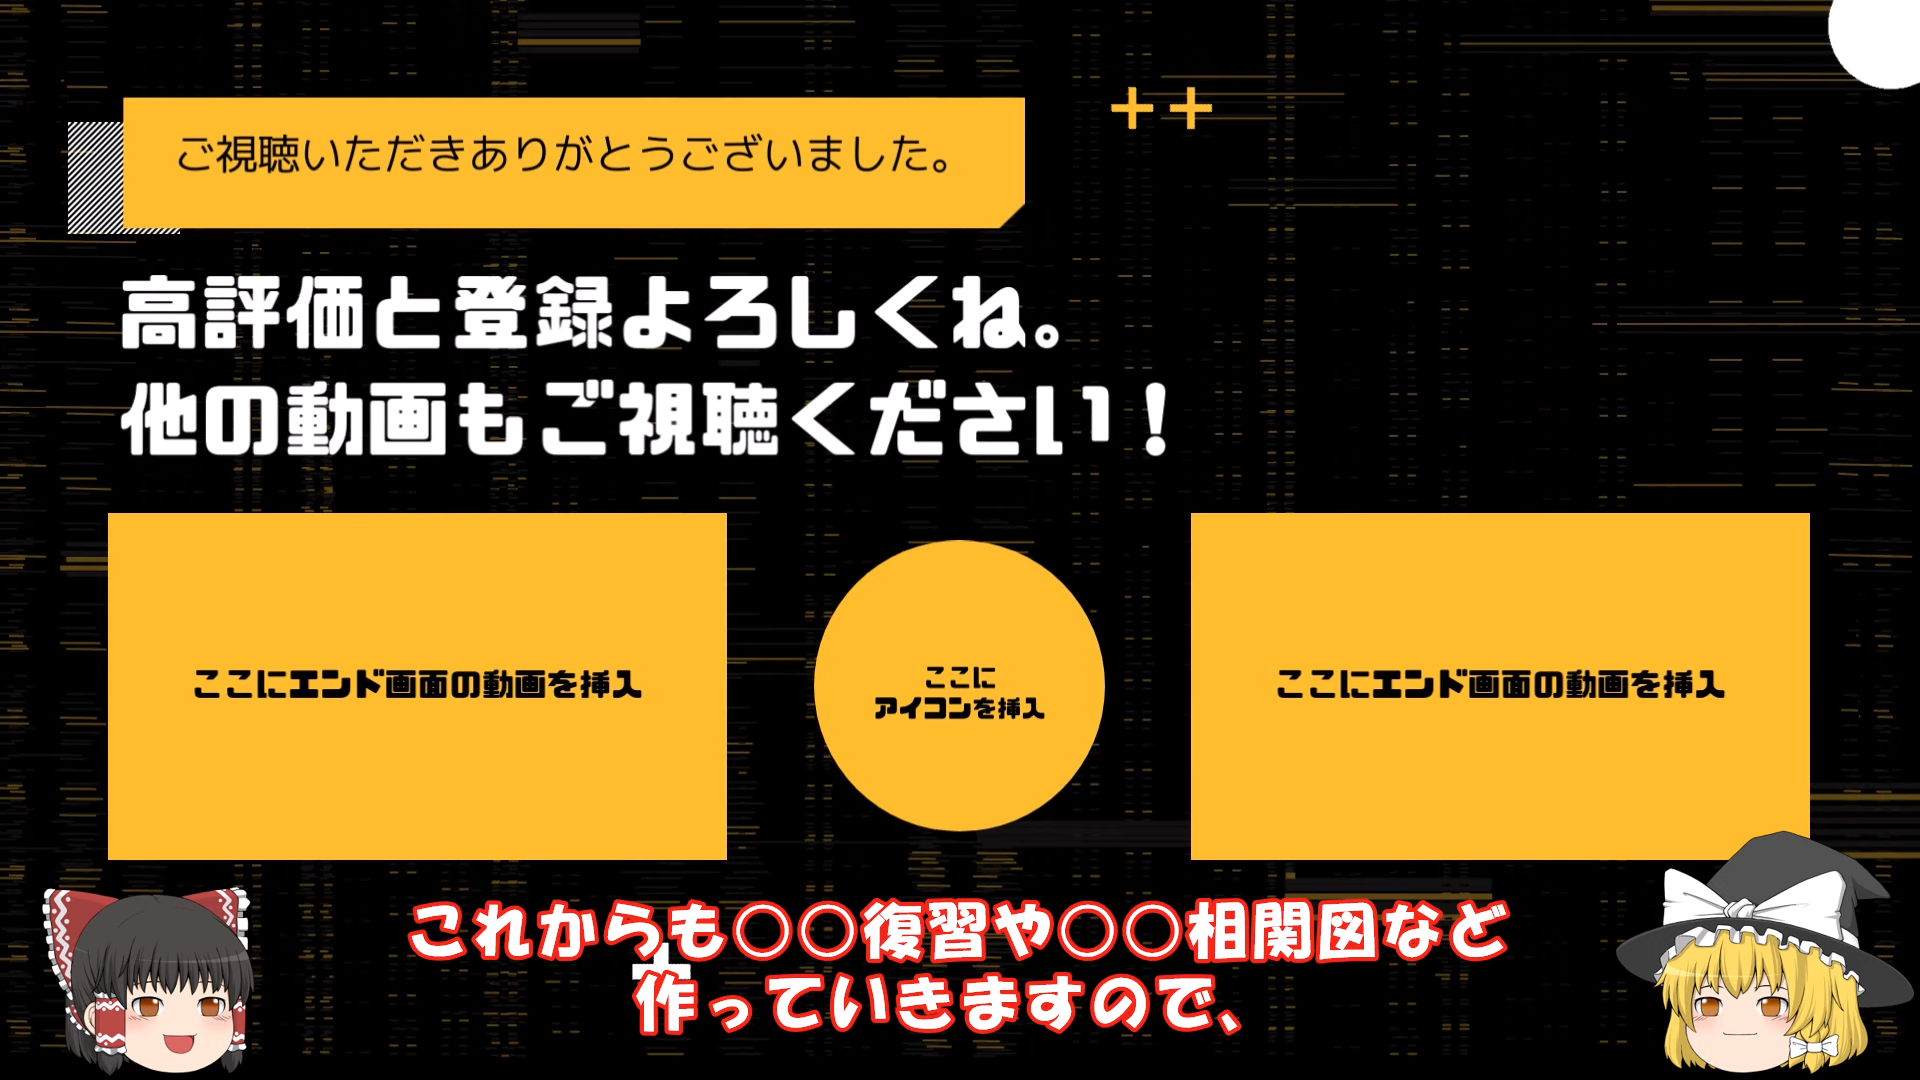 ご視聴いただきありがとうございました。
高評価と登録よろしくね。
他の動画もご視聴ください！
ここにエンド画面の動画を挿入
ここに
アイコンを挿入
ここにエンド画面の動画を挿入
これからも○○復習や○○相関図など
作っていきますので、